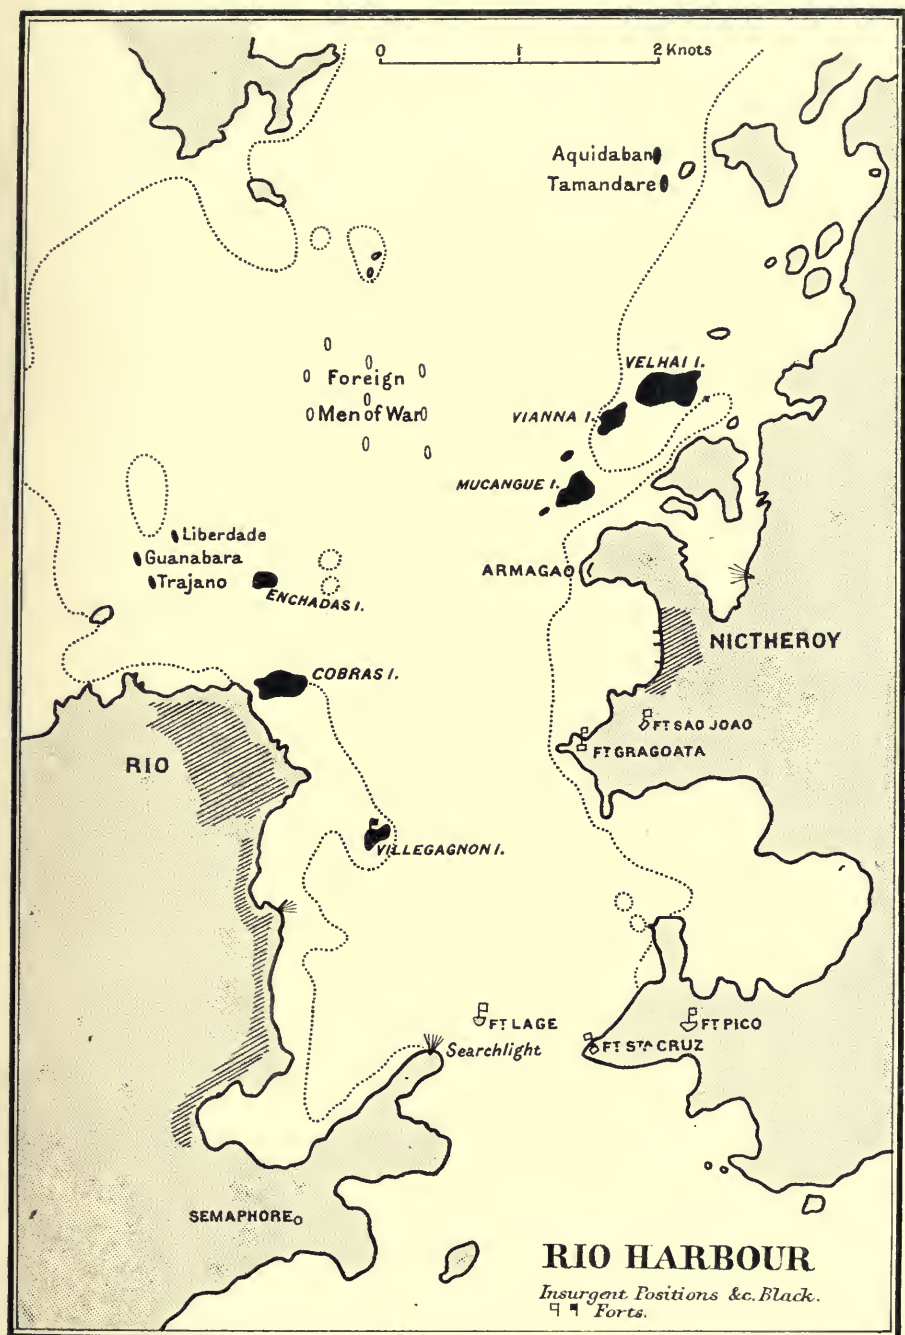 0 1 2 Knots
Aquidaban
Tamandare
VELHAI I.
Foreign
Men of War
VIANNA I.
MUCANGUE I.
Liberdade
Guanabara
Trajano
ENCHADAS I.
ARMAGAO
NICTHEROY
COBRAS I.
FT SAO JOAO
FT GRAGOATA
RIO
VILLEGAGNON I.
FT LAGE
FT PICO
FT STA CRUZ
Searchlight
SEMAPHORE
RIO HARBOUR
Insurgent Positions &c. Black.
Forts.